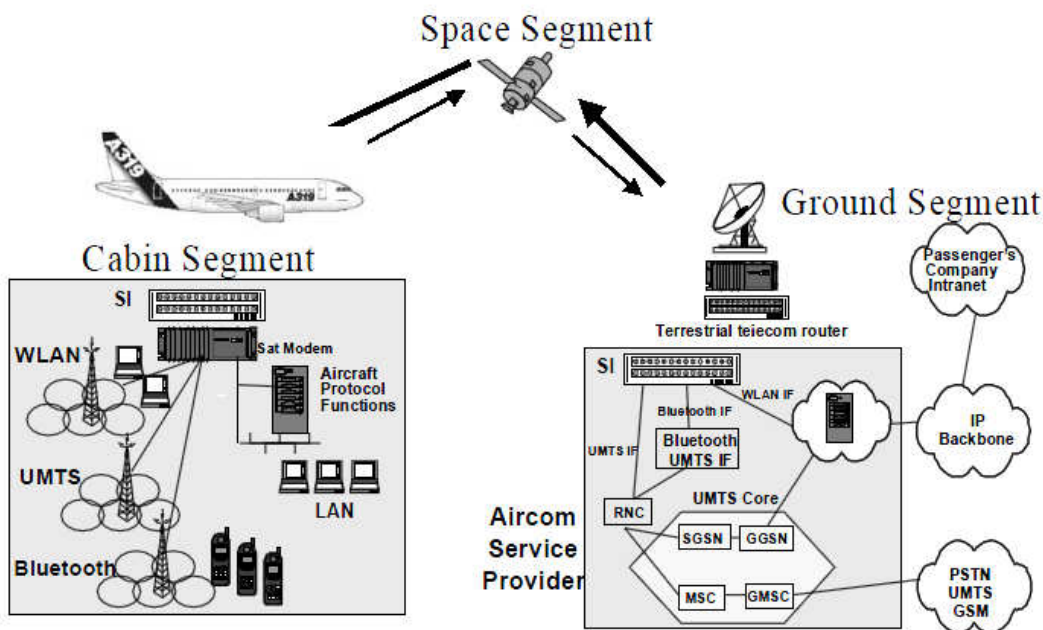 Space Segment
A319
A319
Ground Segment
Cabin Segment
Passenger's
Company
Intranet
SI
Sat Modem
WLAN
Aircraft
Protocol
Functions
UMTS
LAN
Bluetooth
Terrestrial telecom router
SI
WLAN IF
Bluetooth IF
UMTS IF
Bluetooth
UMTS IF
IP
Backbone
RNC
UMTS Core
SGSN
GGSN
MSC
GMSC
Aircom
Service
Provider
PSTN
UMTS
GSM